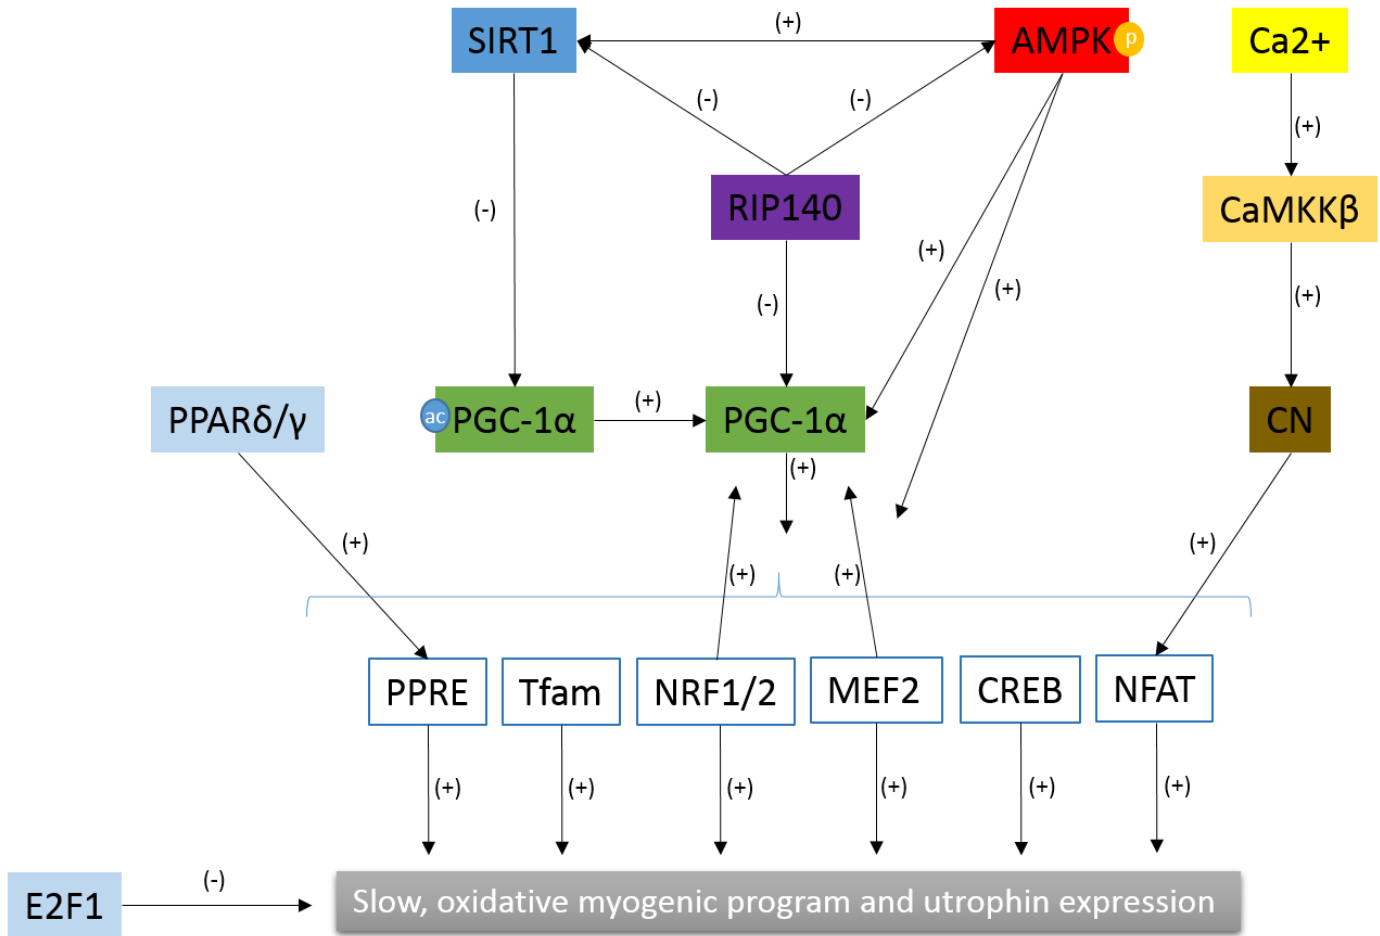 SIRT1
(+)
AMPK
p
Ca2+
(-)
(-)
(+)
(-)
RIP140
CaMKKβ
(+)
(+)
(-)
(+)
PPARδ/γ
ac
PGC-1α
(+)
PGC-1α
CN
(+)
(+)
(+)
(+)
(+)
PPRE
Tfam
NRF1/2
MEF2
CREB
NFAT
(+)
(+)
(+)
(+)
(+)
(+)
E2F1
(-)
Slow, oxidative myogenic program and utrophin expression